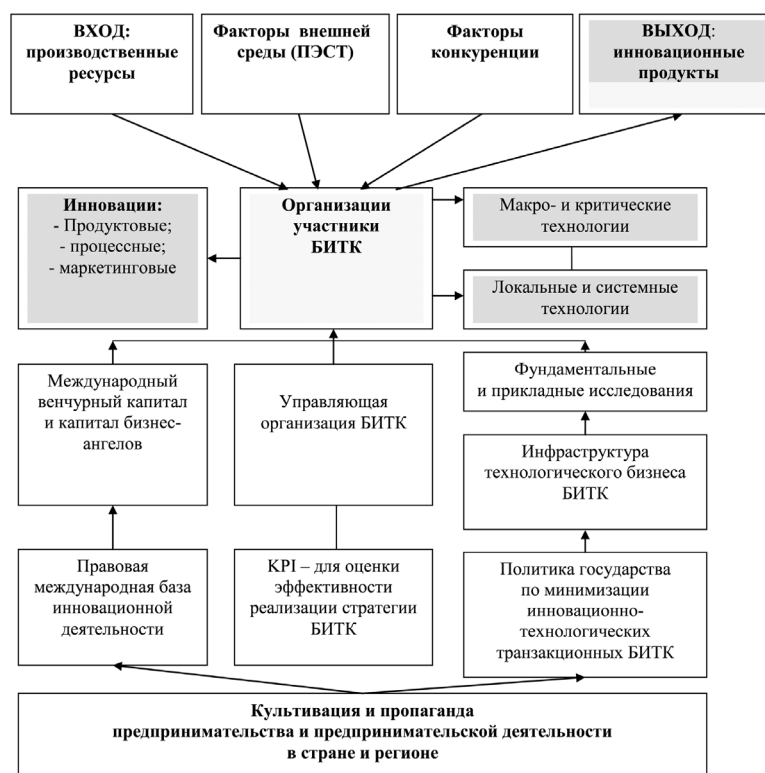 ВХОД:
производственные
ресурсы
Факторы внешней
среды (ПЭСТ)
Факторы
конкуренции
ВЫХОД:
инновационные
продукты
Инновации:
- Продуктовые;
- процессные;
- маркетинговые
Организации
участники
БИТК
Макро- и критические
технологии
Локальные и системные
технологии
Международный
венчурный капитал
и капитал бизнес-
ангелов
Управляющая
организация БИТК
Фундаментальные
и прикладные исследования
Инфраструктура
технологического бизнеса
БИТК
Правовая
международная база
инновационной
деятельности
KPI – для оценки
эффективности
реализации стратегии
БИТК
Политика государства
по минимизации
инновационно-
технологических
транзакционных БИТК
Культивация и пропаганда
предпринимательства и предпринимательской деятельности
в стране и регионе